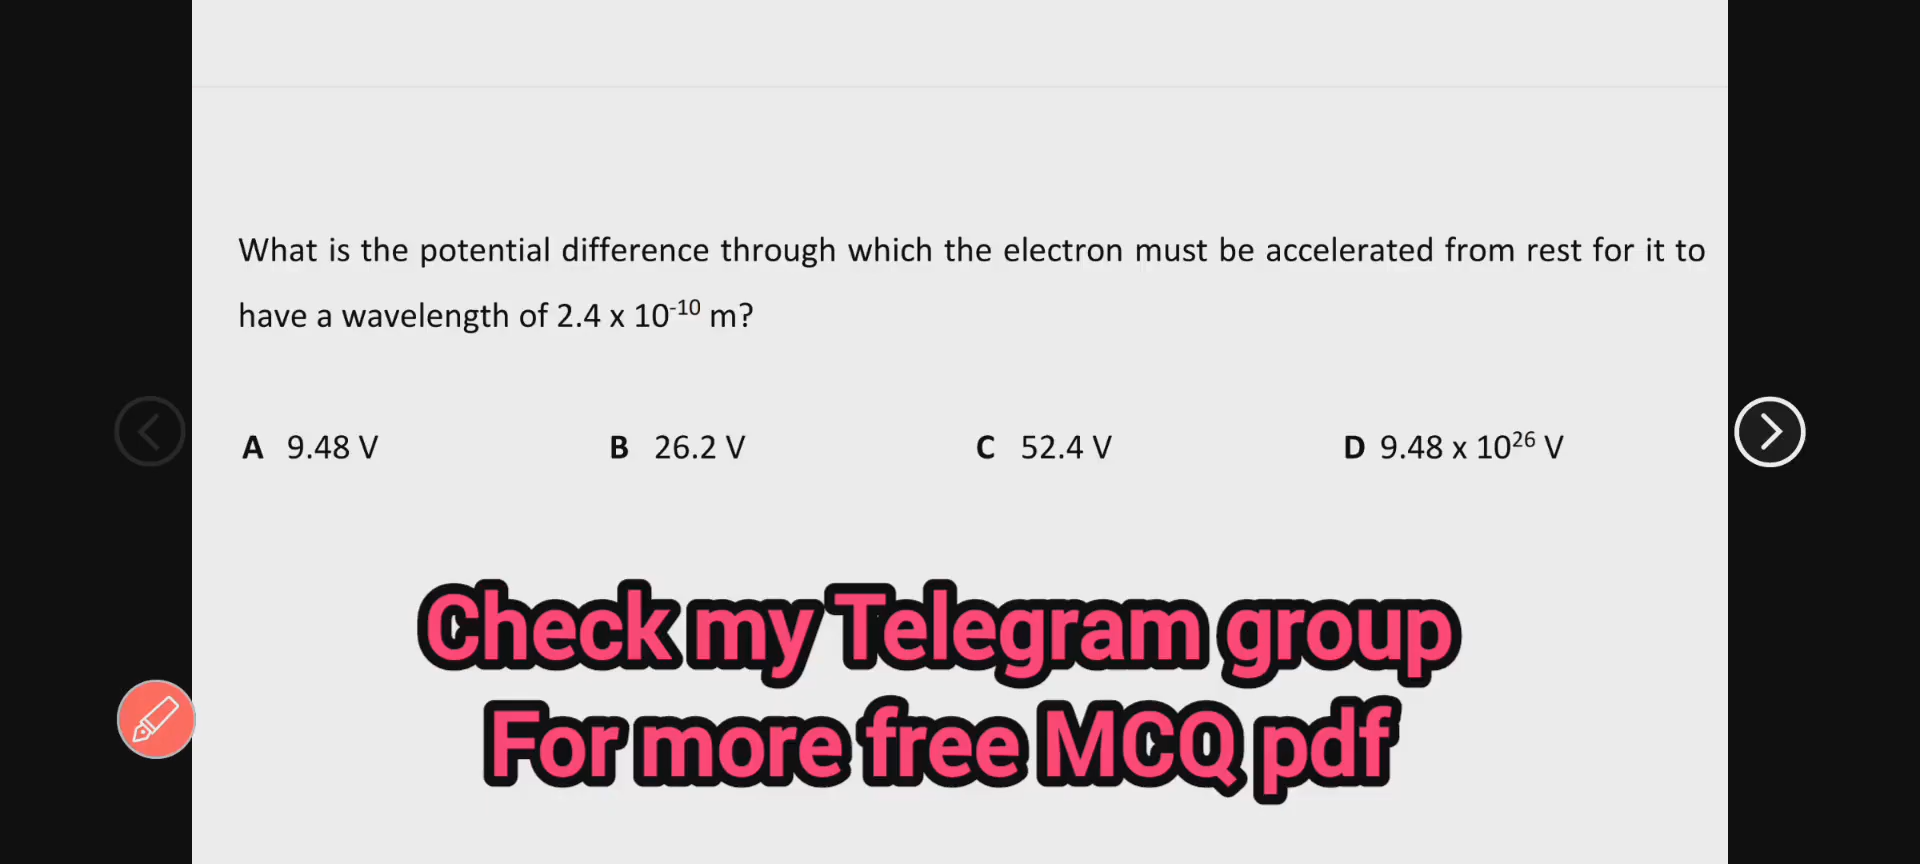 What is the potential difference through which the electron must be accelerated from rest for it to
have a wavelength of 2.4 x 10⁻¹⁰ m?
A 9.48 V B 26.2 V C 52.4 V D 9.48 x 10²⁶ V
Check my Telegram group
For more free MCQ pdf